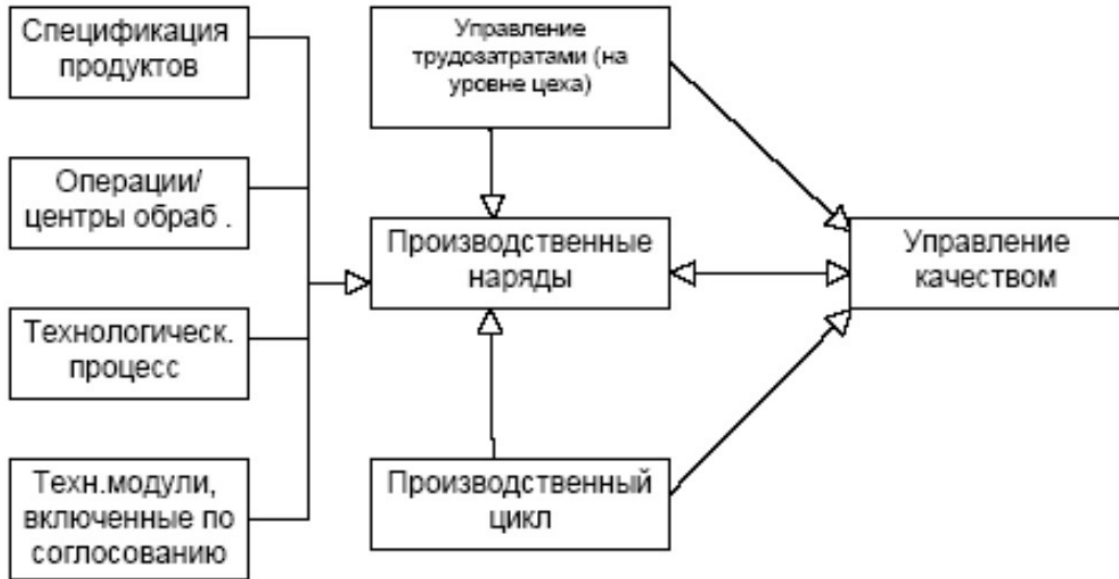 Спецификация
продуктов
Операции/
центры обраб .
Технологическ.
процесс
Техн.модули,
включенные по
соглосованию
Управление
трудозатратами (на
уровне цеха)
Производственные
наряды
Производственный
цикл
Управление
качеством